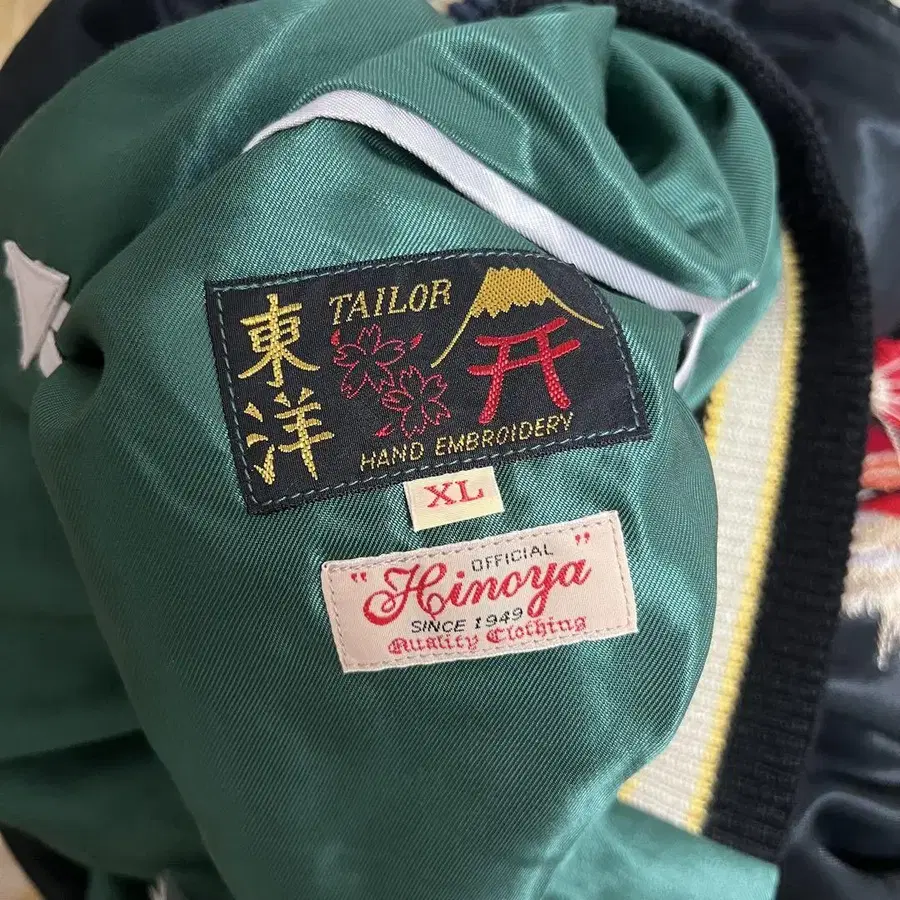 東洋
TAILOR
HAND EMBROIDERY
XL
OFFICIAL
"Hinoya"
SINCE 1949
Quality Clothing